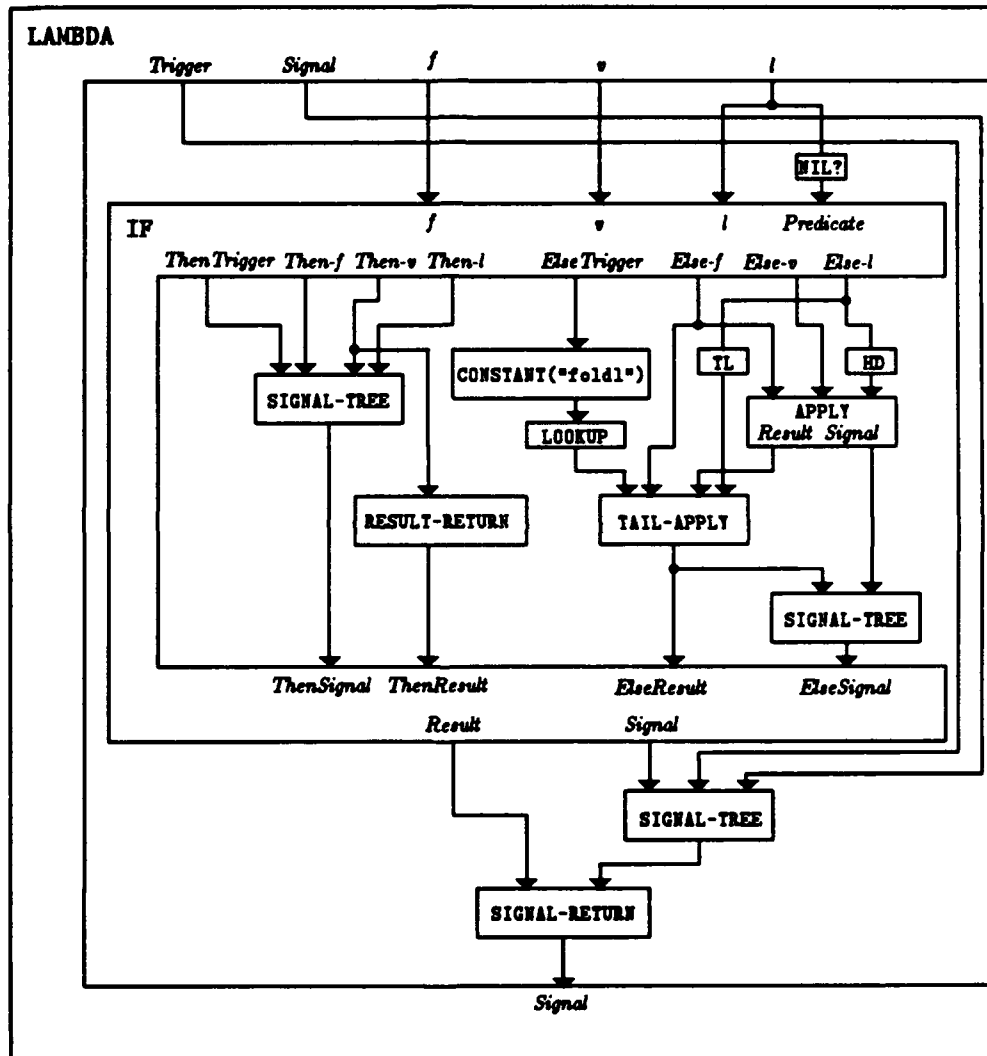 LAMBDA
Trigger Signal f v l
NIL?
IF f v l Predicate
ThenTrigger Then-f Then-v Then-l ElseTrigger Else-f Else-v Else-l
CONSTANT("foldl") TL HD
SIGNAL-TREE
APPLY
LOOKUP Result Signal
RESULT-RETURN TAIL-APPLY
SIGNAL-TREE
ThenSignal ThenResult ElseResult ElseSignal
Result Signal
SIGNAL-TREE
SIGNAL-RETURN
Signal